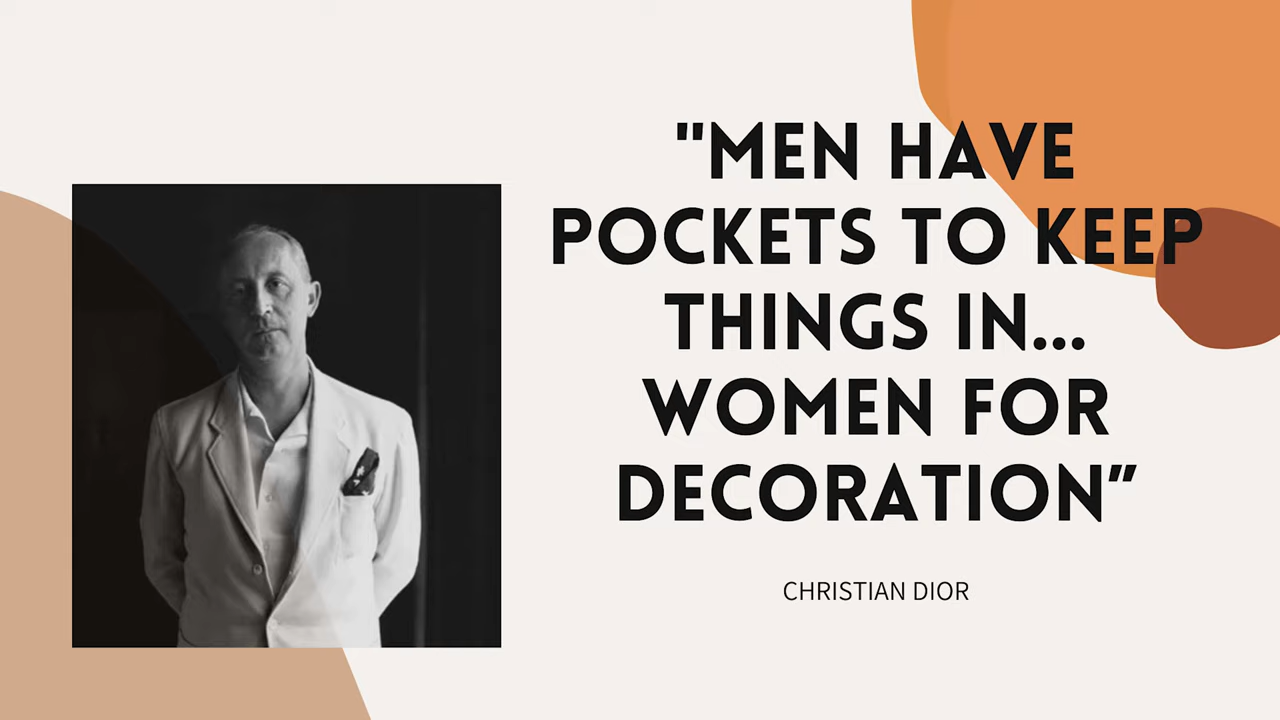 "MEN HAVE
POCKETS TO KEEP
THINGS IN...
WOMEN FOR
DECORATION”
CHRISTIAN DIOR